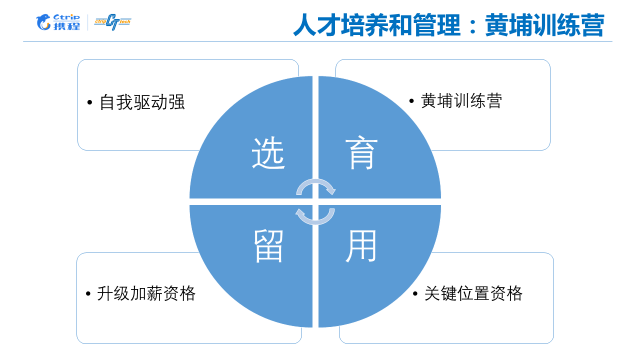 Ctrip
携程
CT
人才培养和管理：黄埔训练营
• 自我驱动强
• 黄埔训练营
选
育
留
用
• 升级加薪资格
• 关键位置资格